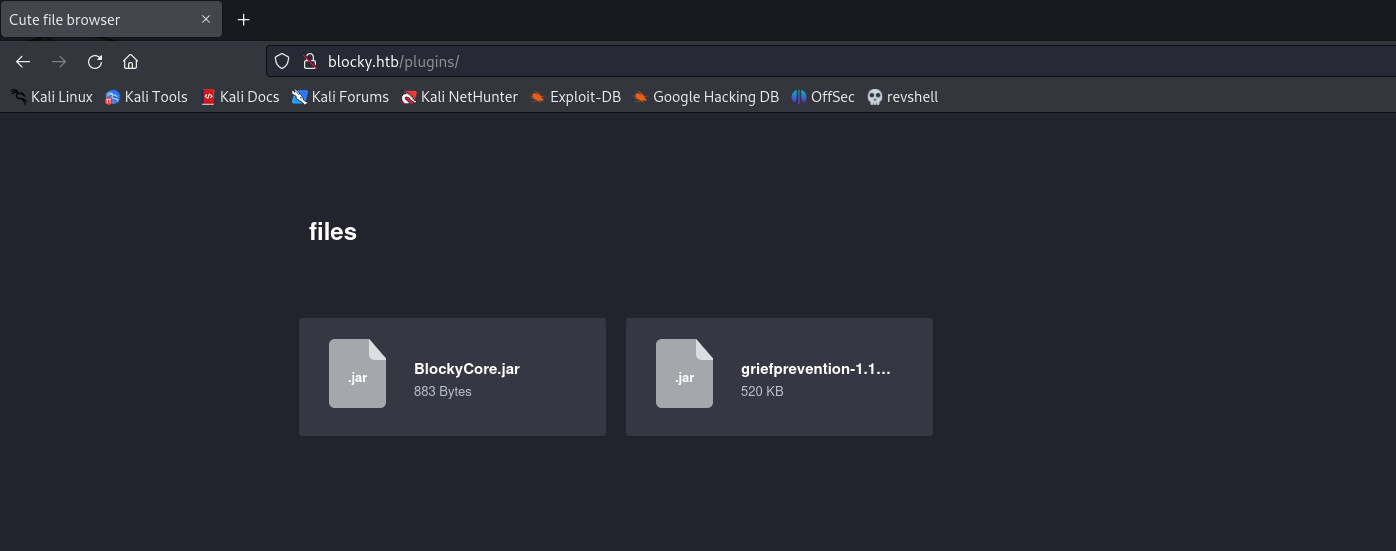 Cute file browser
blocky.htb/plugins/
Kali Linux Kali Tools Kali Docs Kali Forums Kali NetHunter Exploit-DB Google Hacking DB OffSec revshell
files
.jar
BlockyCore.jar
883 Bytes
.jar
griefprevention-1.1...
520 KB